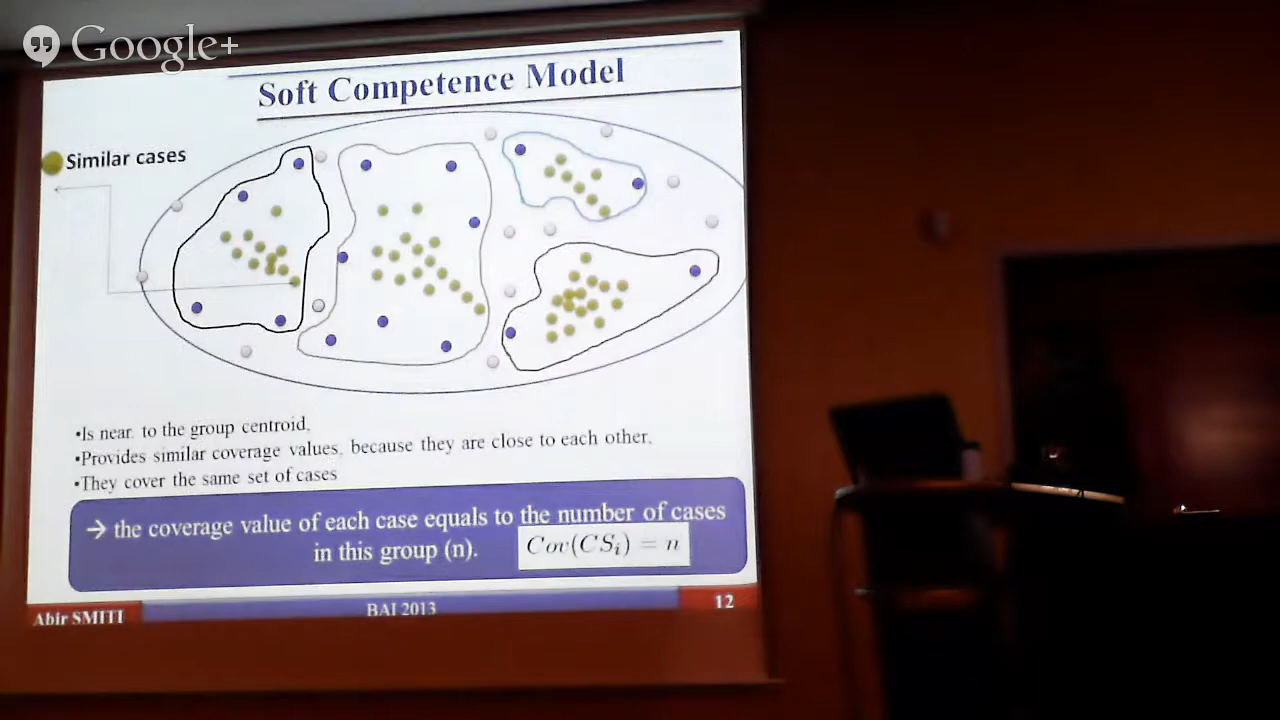 Google+
Soft Competence Model
Similar cases
•Is near. to the group centroid,
•Provides similar coverage values, because they are close to each other,
•They cover the same set of cases
→ the coverage value of each case equals to the number of cases
in this group (n).
Cov(CSi) = n
Abir SMITI
BAI 2013
12